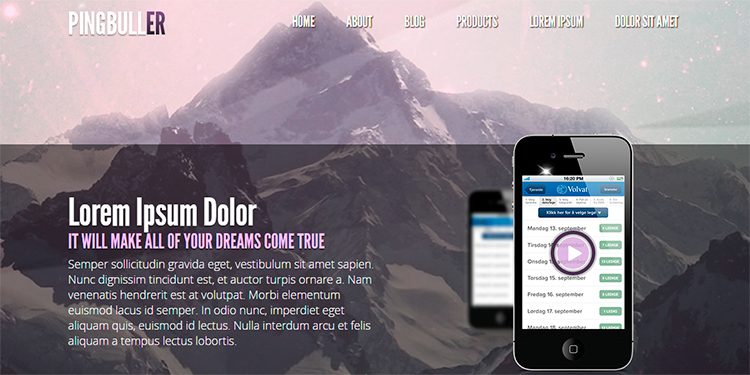 PINGBULLER
HOME ABOUT BLOG PRODUCTS LOREM IPSUM DOLOR SIT AMET
Lorem Ipsum Dolor
IT WILL MAKE ALL OF YOUR DREAMS COME TRUE
Semper sollicitudin gravida eget, vestibulum sit amet sapien.
Nunc dignissim tincidunt est, et auctor turpis ornare a. Nam
venenatis hendrerit est at volutpat. Morbi elementum
euismod lacus id semper. In odio nunc, imperdiet eget
aliquam quis, euismod id lectus. Nulla interdum arcu et felis
aliquam a tempus lectus lobortis.
16:20 PM
Volvat
Klikk her for å velge lege
Mandag 13. september
Tirsdag
Onsdag
september
Torsdag 15. september
Fredag 16 september
Lørdag 17. september
Mandag 18. september